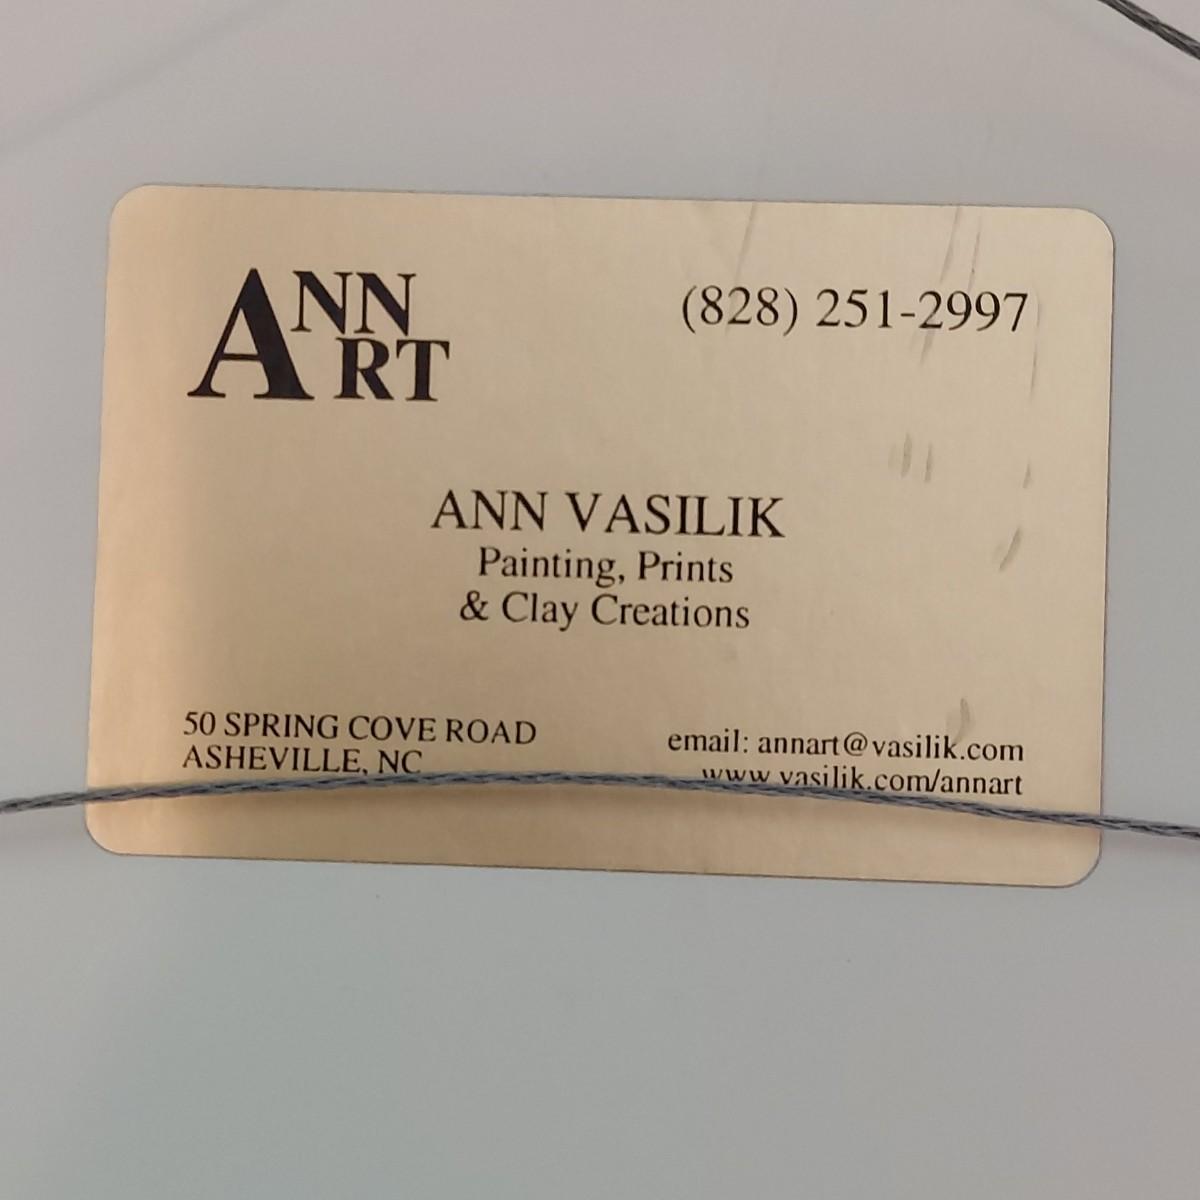 ANN ART
(828) 251-2997
ANN VASILIK
Painting, Prints
& Clay Creations
50 SPRING COVE ROAD
ASHEVILLE, NC
email: annart@vasilik.com
www.vasilik.com/annart